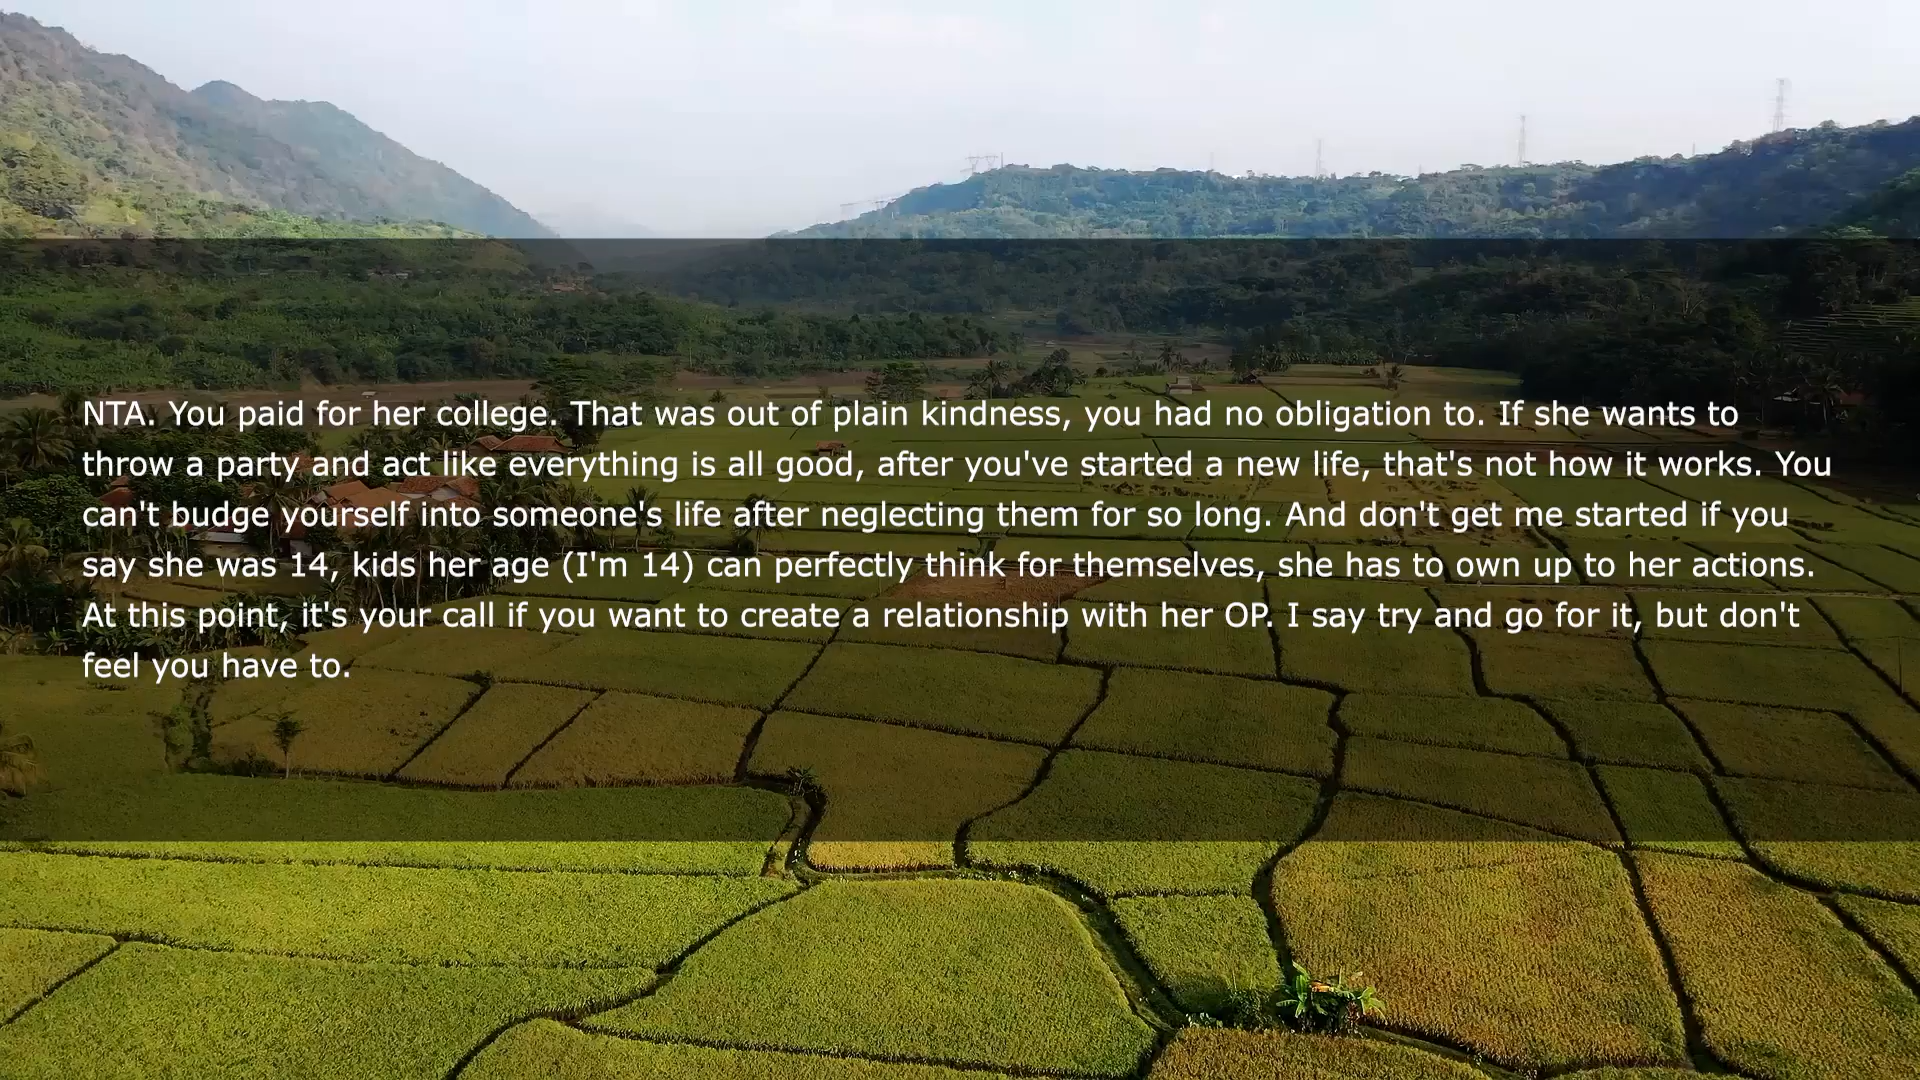 NTA. You paid for her college. That was out of plain kindness, you had no obligation to. If she wants to
throw a party and act like everything is all good, after you've started a new life, that's not how it works. You
can't budge yourself into someone's life after neglecting them for so long. And don't get me started if you
say she was 14, kids her age (I'm 14) can perfectly think for themselves, she has to own up to her actions.
At this point, it's your call if you want to create a relationship with her OP. I say try and go for it, but don't
feel you have to.